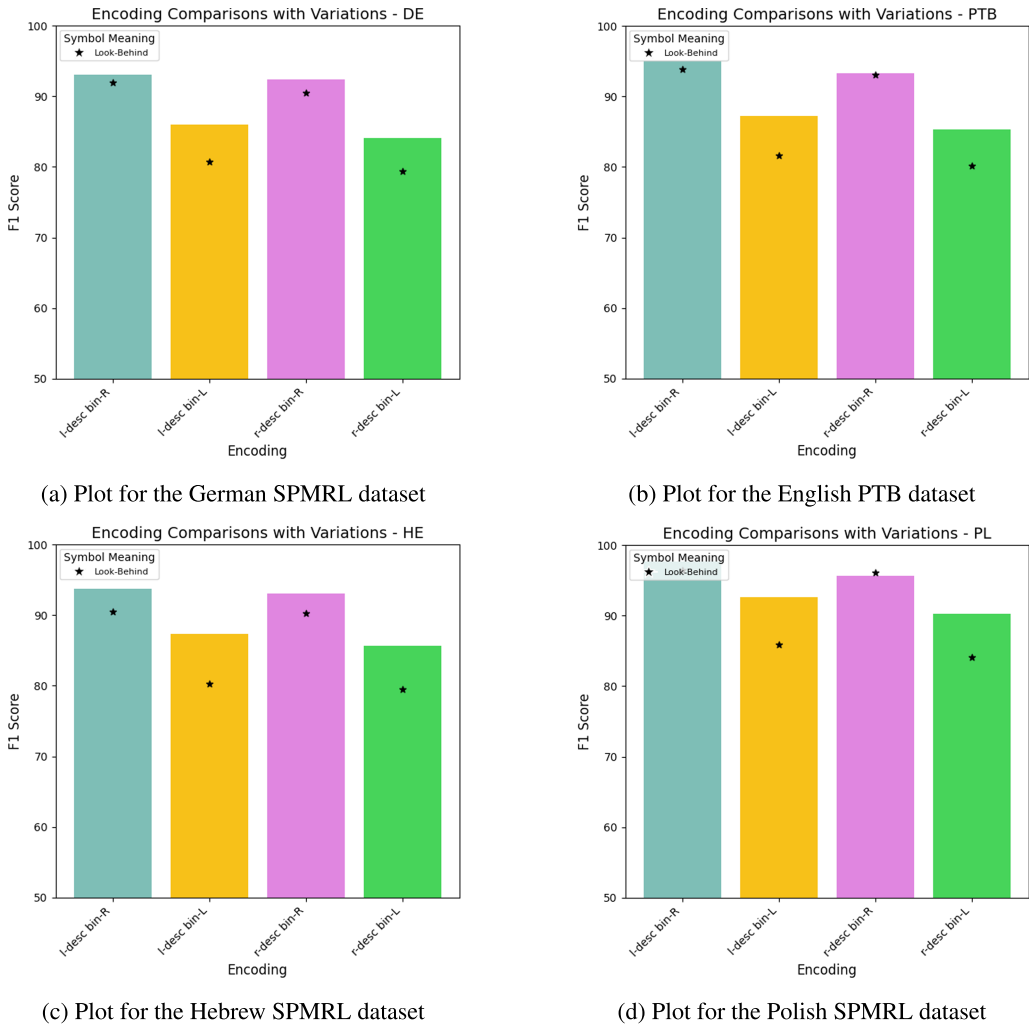 Encoding Comparisons with Variations - DE
Symbol Meaning
Look-Behind
100
90
80
70
60
50
F1 Score
l-desc bin-R
l-desc bin-L
r-desc bin-R
r-desc bin-L
Encoding
(a) Plot for the German SPMRL dataset
Encoding Comparisons with Variations - PTB
Symbol Meaning
Look-Behind
100
90
80
70
60
50
F1 Score
l-desc bin-R
l-desc bin-L
r-desc bin-R
r-desc bin-L
Encoding
(b) Plot for the English PTB dataset
Encoding Comparisons with Variations - HE
Symbol Meaning
Look-Behind
100
90
80
70
60
50
F1 Score
l-desc bin-R
l-desc bin-L
r-desc bin-R
r-desc bin-L
Encoding
(c) Plot for the Hebrew SPMRL dataset
Encoding Comparisons with Variations - PL
Symbol Meaning
Look-Behind
100
90
80
70
60
50
F1 Score
l-desc bin-R
l-desc bin-L
r-desc bin-R
r-desc bin-L
Encoding
(d) Plot for the Polish SPMRL dataset